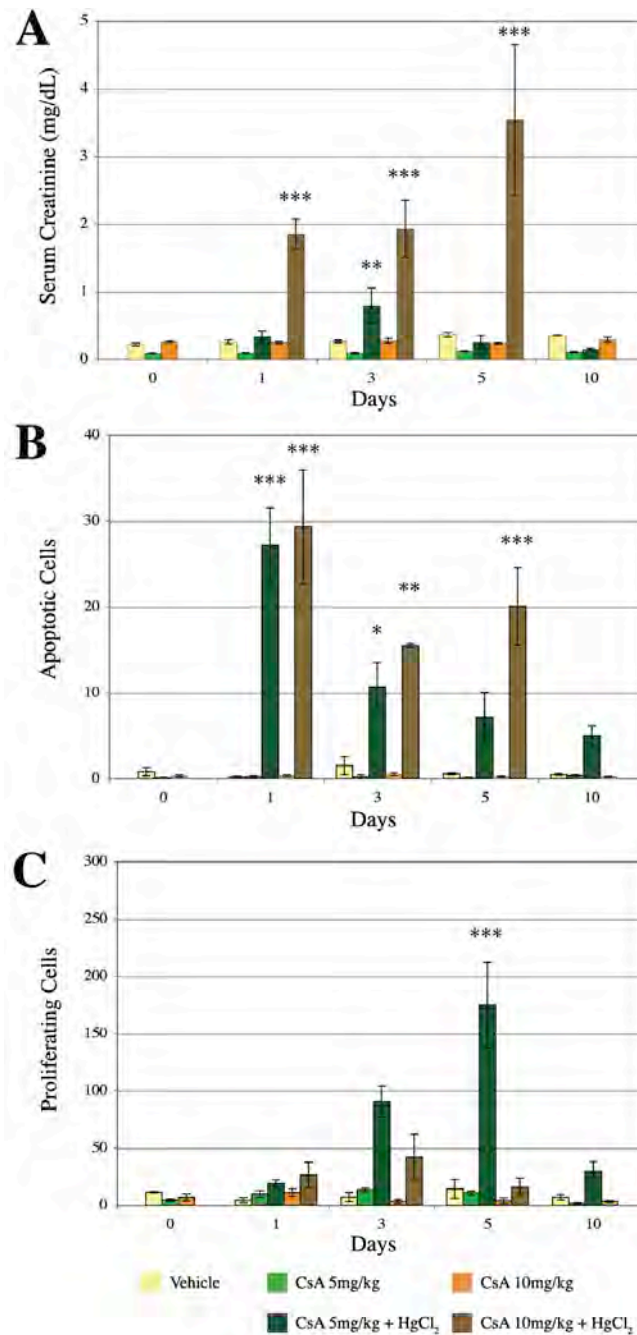 A
Serum Creatinine (mg/dL)
5
4
3
2
1
0
***
**
***
***
0 1 3 5 10
Days
B
Apoptotic Cells
40
30
20
10
0
***
***
*
**
***
0 1 3 5 10
Days
C
Proliferating Cells
300
250
200
150
100
50
0
***
0 1 3 5 10
Days
Vehicle CsA 5mg/kg CsA 10mg/kg
CsA 5mg/kg + HgCl₂ CsA 10mg/kg + HgCl₂